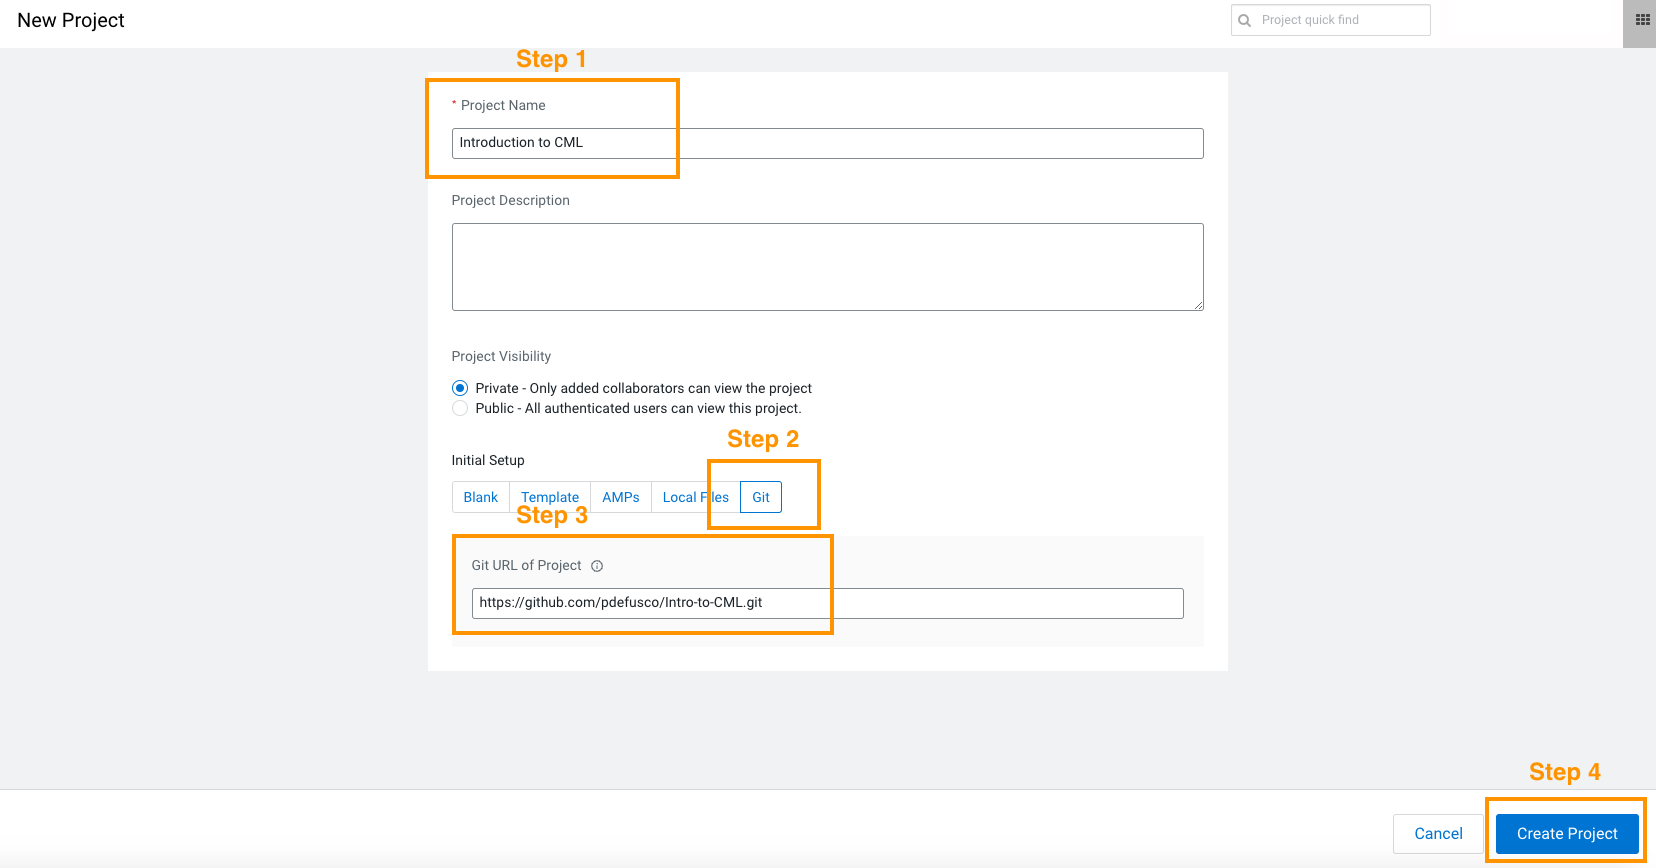 New Project
Project quick find
Step 1
* Project Name
Introduction to CML
Project Description
Project Visibility
Private - Only added collaborators can view the project
Public - All authenticated users can view this project.
Step 2
Initial Setup
Blank Template AMPs Local Files Git
Step 3
Git URL of Project
https://github.com/pdefusco/Intro-to-CML.git
Step 4
Cancel Create Project